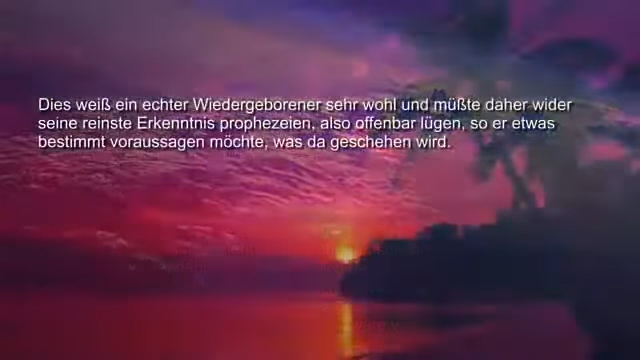 Dies weiß ein echter Wiedergeborener sehr wohl und müßte daher wider
seine reinste Erkenntnis prophezeien, also offenbar lügen, so er etwas
bestimmt voraussagen möchte, was da geschehen wird.